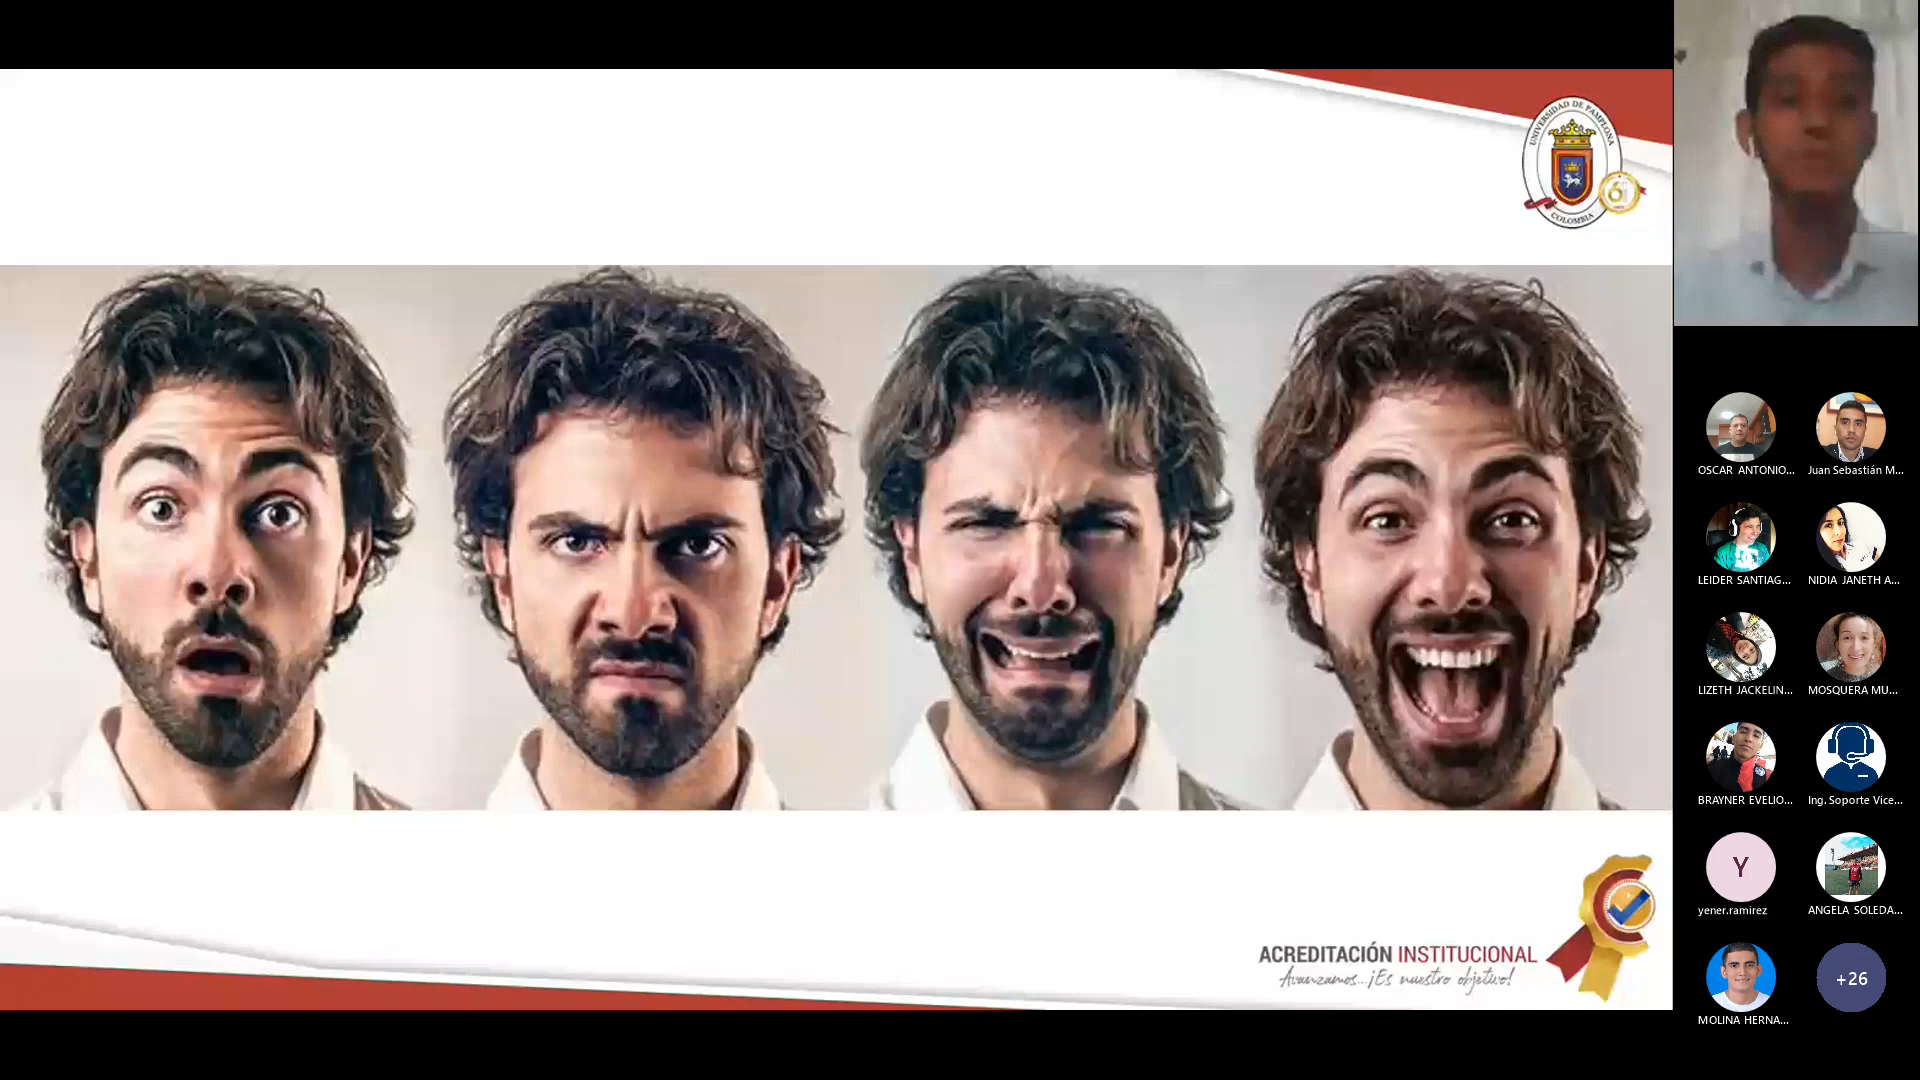 UNIVERSIDAD DE PAMPLONA
COLOMBIA
ACREDITACIÓN INSTITUCIONAL
Avanzamos...¡Es nuestro objetivo!
OSCAR ANTONIO...
Juan Sebastián M...
LEIDER SANTIAG...
NIDIA JANETH A...
LIZETH JACKELIN...
MOSQUERA MU...
BRAYNER EVELIO...
Ing. Soporte Vice...
Y
yener.ramirez
ANGELA SOLEDA...
MOLINA HERNA...
+26